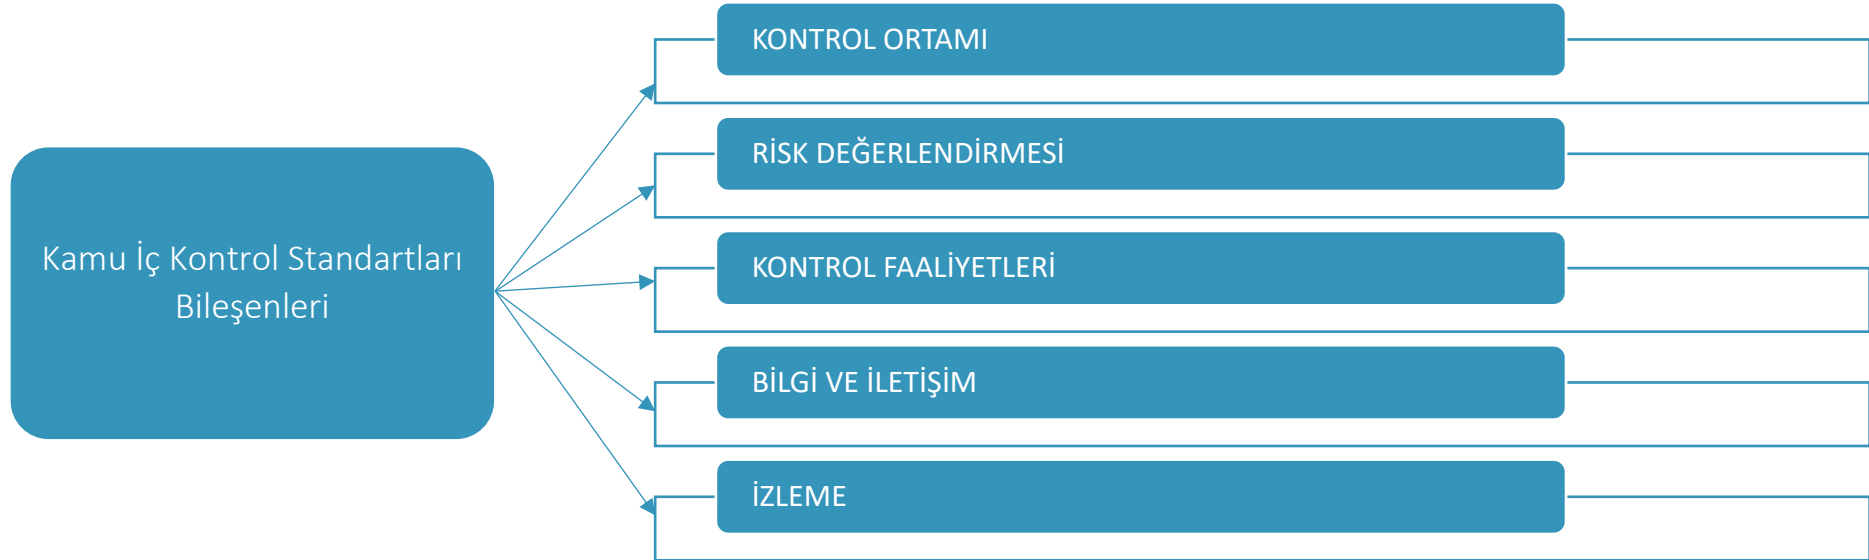 Kamu İç Kontrol Standartları
Bileşenleri
KONTROL ORTAMI
RİSK DEĞERLENDİRMESİ
KONTROL FAALİYETLERİ
BİLGİ VE İLETİŞİM
İZLEME